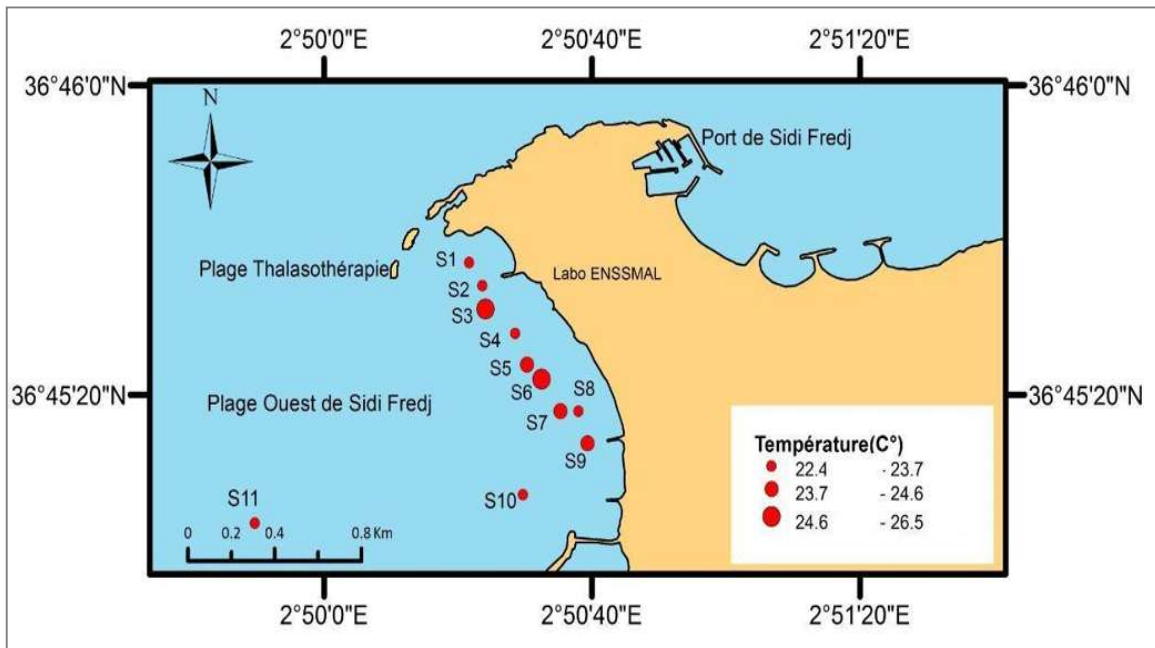 2°50'0"E 2°50'40"E 2°51'20"E
36°46'0"N 36°46'0"N
N
Port de Sidi Fredj
Plage Thalasothérapie
S1
Labo ENSSMAL
S2
S3
S4
S5
S6
S8
36°45'20"N 36°45'20"N
Plage Ouest de Sidi Fredj
S7
S9
Température(C°)
22.4 - 23.7
23.7 - 24.6
24.6 - 26.5
S10
S11
0 0.2 0.4 0.8 Km
2°50'0"E 2°50'40"E 2°51'20"E